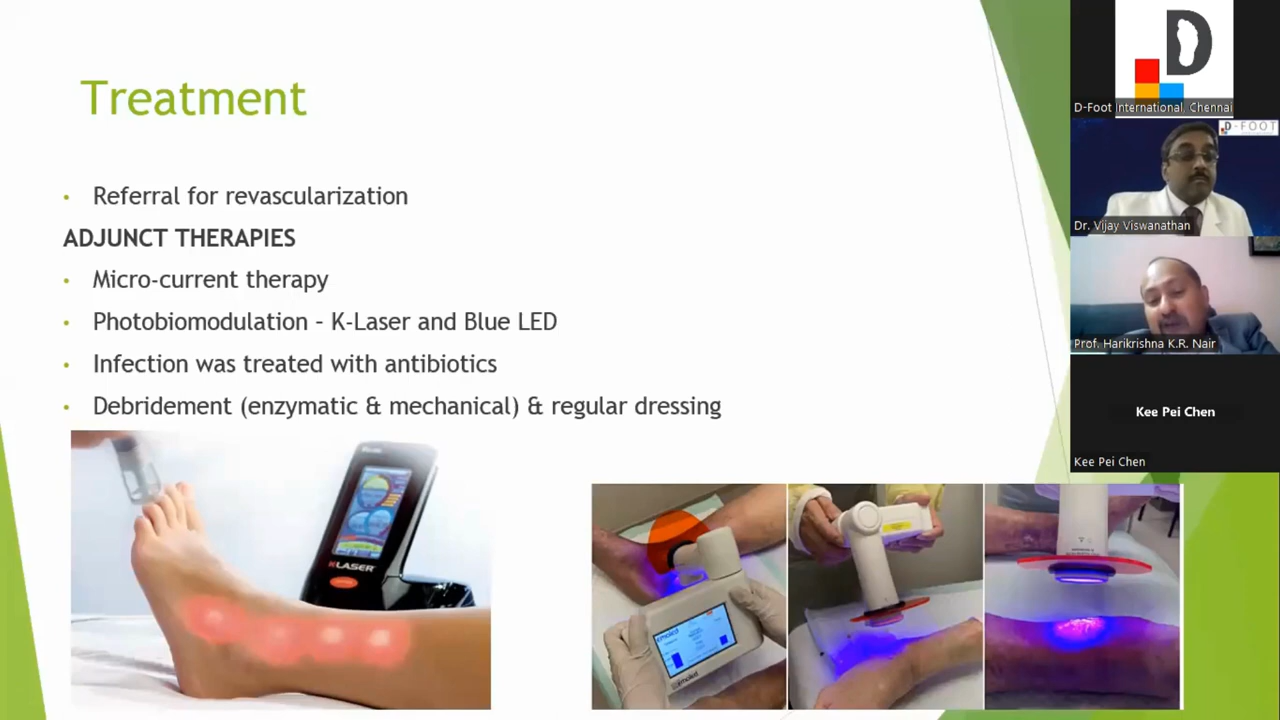 Treatment
• Referral for revascularization
ADJUNCT THERAPIES
• Micro-current therapy
• Photobiomodulation – K-Laser and Blue LED
• Infection was treated with antibiotics
• Debridement (enzymatic & mechanical) & regular dressing
KLASER
D
D-Foot International, Chennai
D-FOOT
Dr. Vijay Viswanathan
Prof. Harikrishna K.R. Nair
Kee Pei Chen
Kee Pei Chen